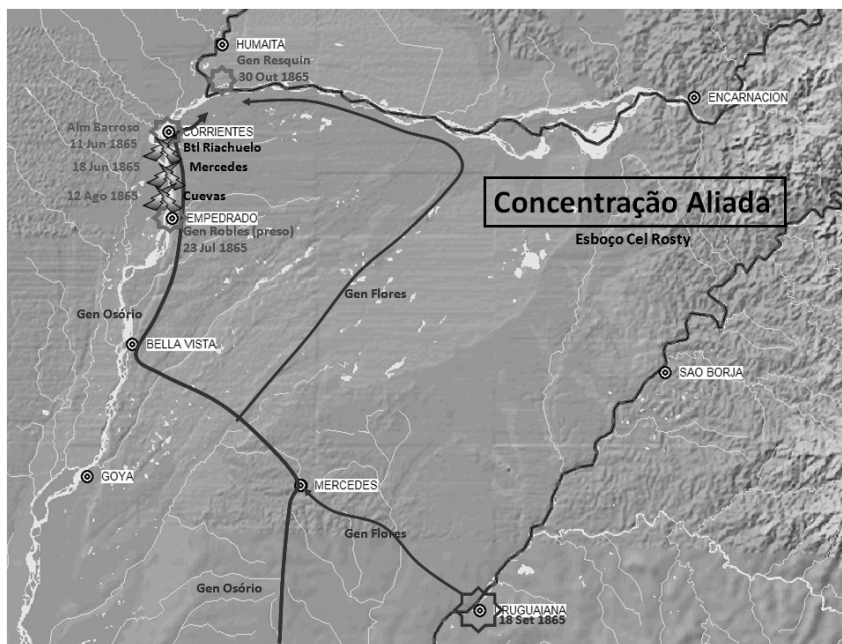 HUMAITA
Gen Resquin
30 Out 1865
ENCARNACION
Alm Barroso
11 Jun 1865
CORRIENTES
Btl Riachuelo
18 Jun 1865
Mercedes
12 Ago 1865
Cuevas
EMPEDRADO
Gen Robles (preso)
23 Jul 1865
Concentração Aliada
Esboço Cel Rosty
Gen Flores
Gen Osório
BELLA VISTA
SAO BORJA
GOYA
MERCEDES
Gen Flores
Gen Osório
RUGUAIANA
18 Set 1865